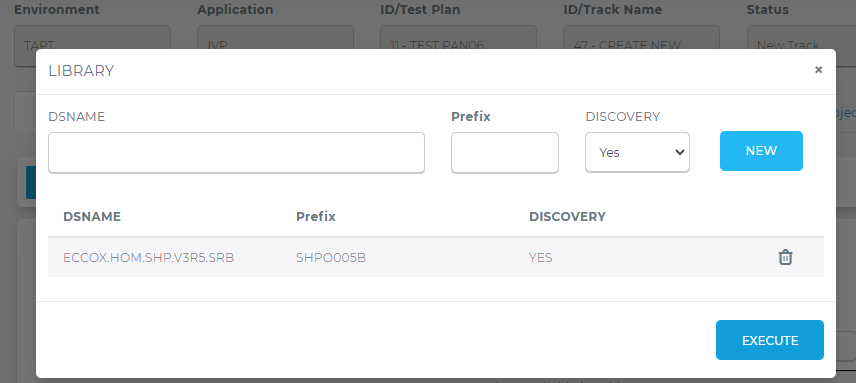 Environment Application ID/Test Plan ID/Track Name Status
TAPT IVP 11 - TEST PAN06 47 - CREATE NEW New Track
LIBRARY ×
DSNAME Prefix DISCOVERY
Yes NEW
DSNAME Prefix DISCOVERY
ECCOX.HOM.SHP.V3R5.SRB SHPO005B YES
EXECUTE